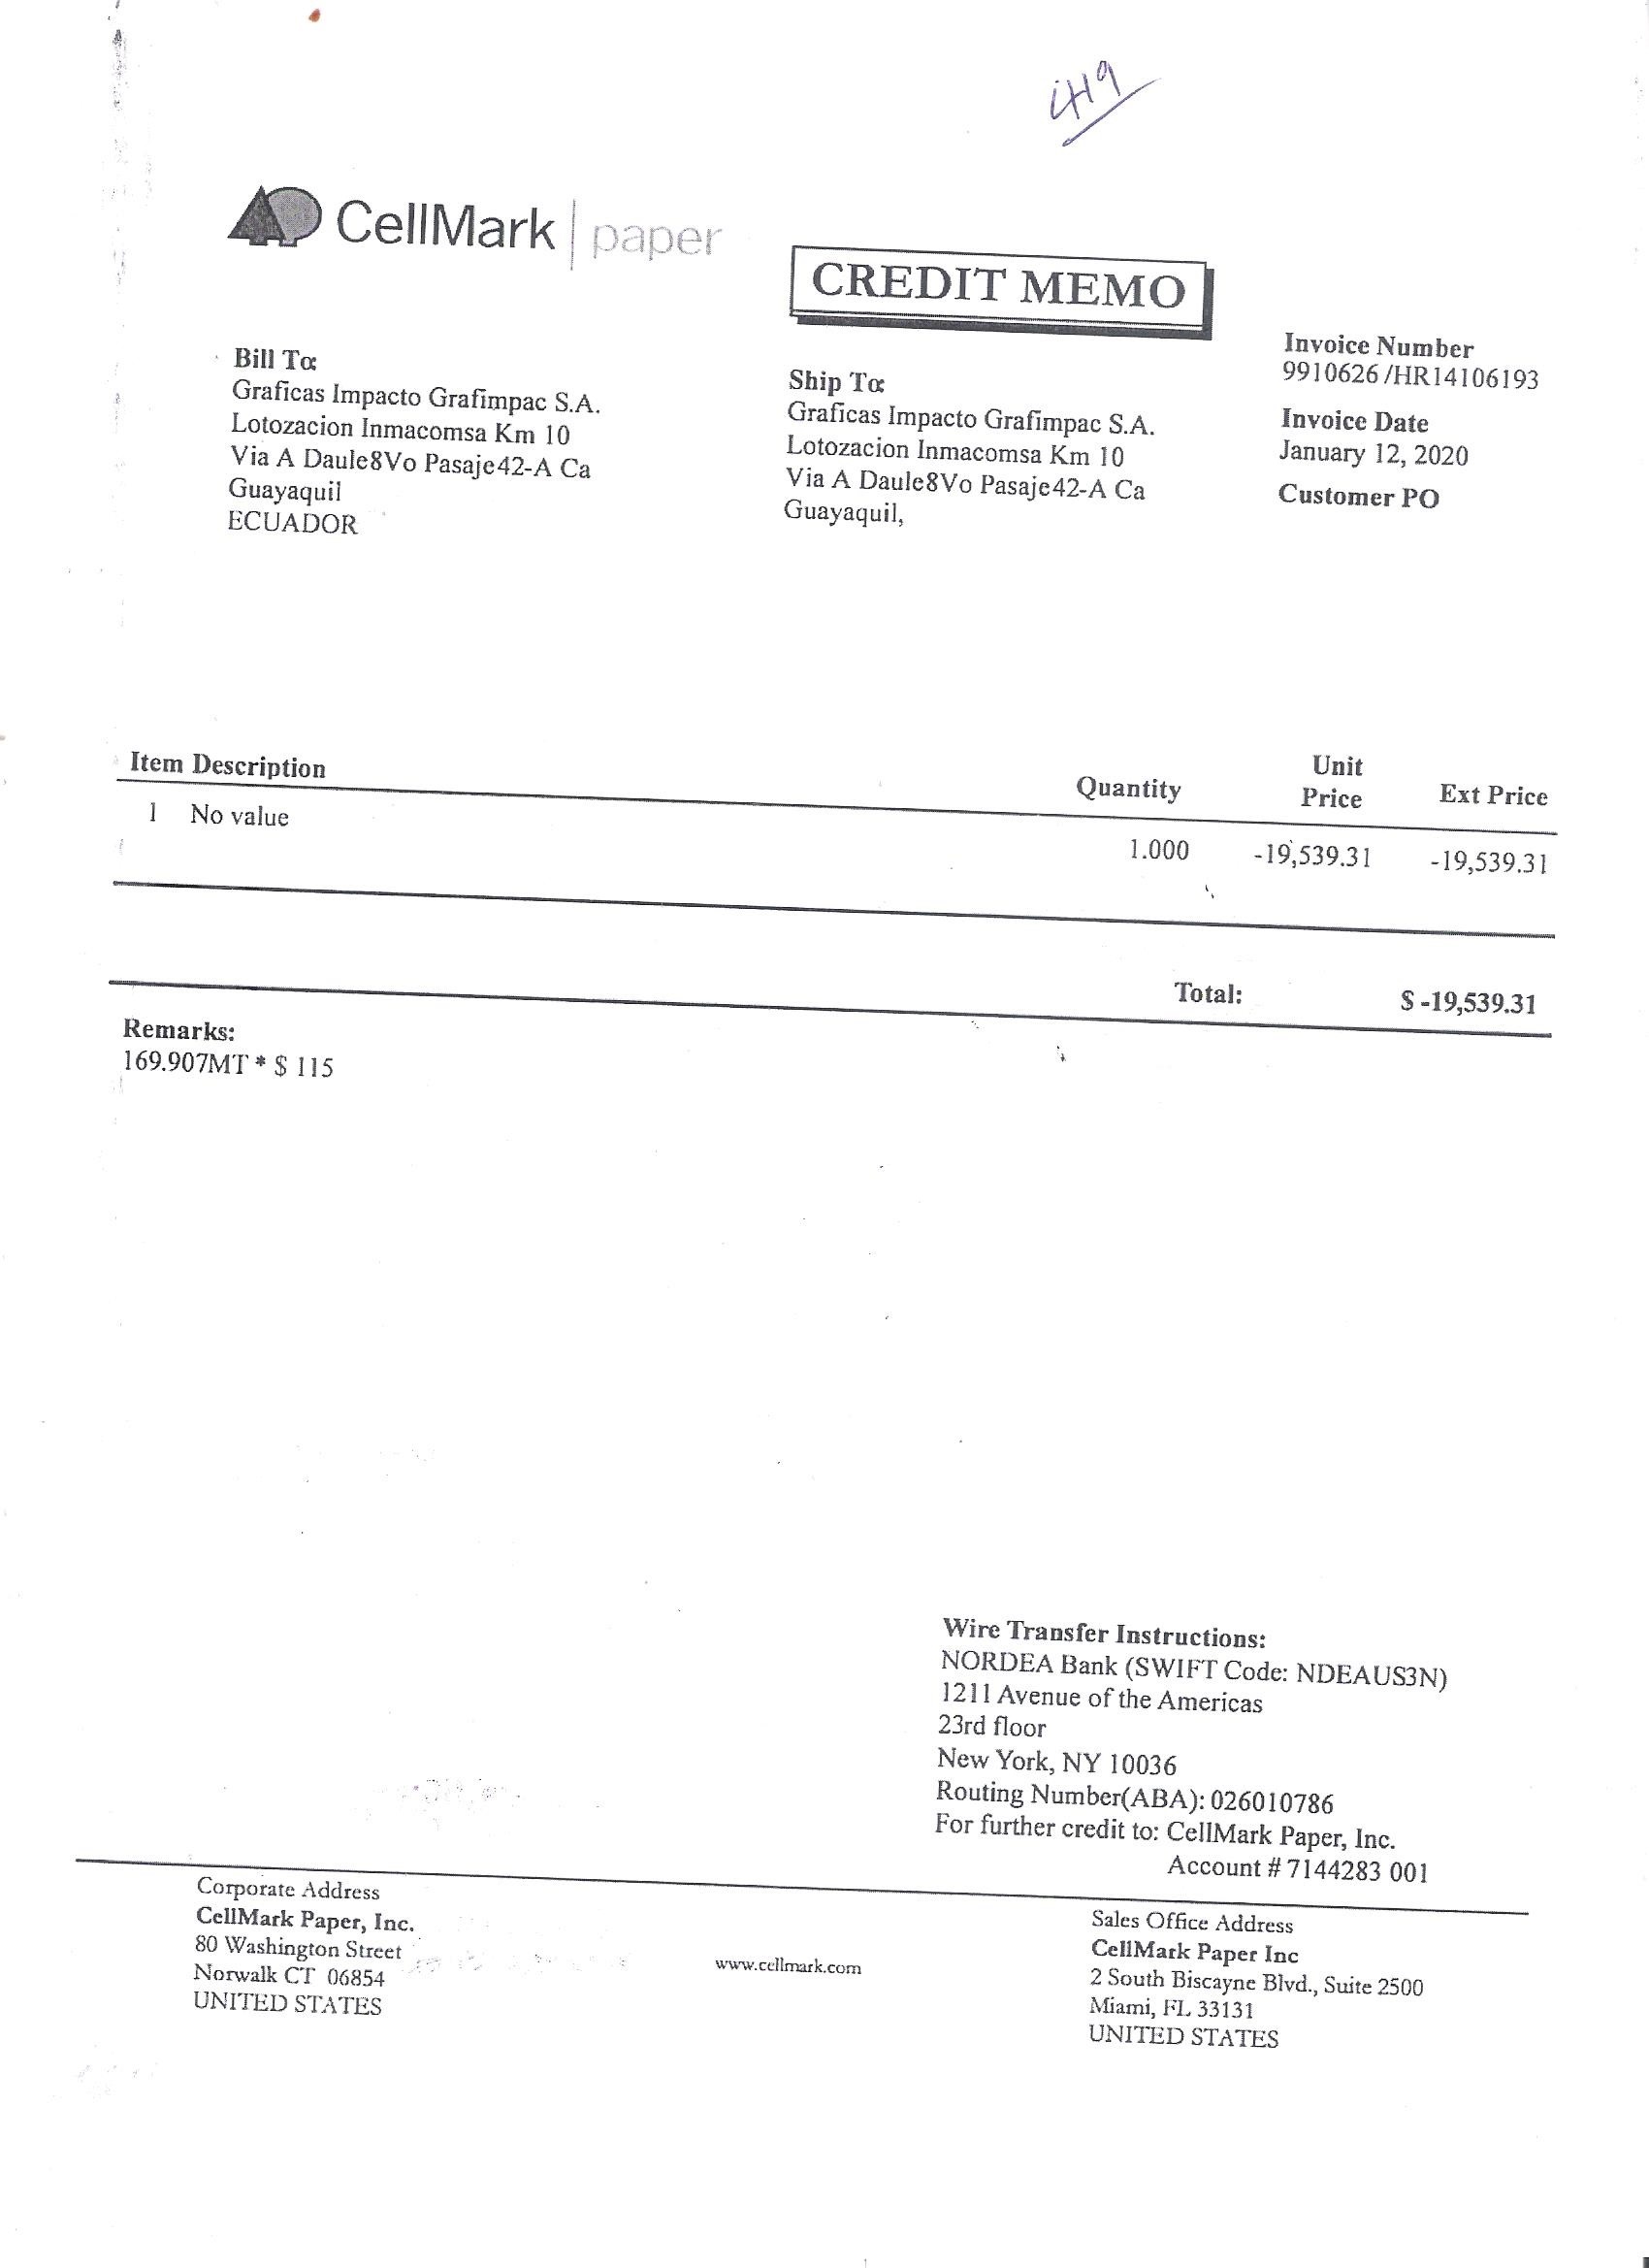 CellMark | paper
CREDIT MEMO
Bill To:
Graficas Impacto Grafimpac S.A.
Lotozacion Inmacomsa Km 10
Via A Daule8Vo Pasaje42-A Ca
Guayaquil
ECUADOR
Ship To:
Graficas Impacto Grafimpac S.A.
Lotozacion Inmacomsa Km 10
Via A Daule8Vo Pasaje42-A Ca
Guayaquil,
Invoice Number
9910626 /HR14106193
Invoice Date
January 12, 2020
Customer PO
Item Description Quantity Unit Price Ext Price
1 No value 1.000 -19,539.31 -19,539.31
Total: $ -19,539.31
Remarks:
169.907MT * $ 115
Wire Transfer Instructions:
NORDEA Bank (SWIFT Code: NDEAUS3N)
1211 Avenue of the Americas
23rd floor
New York, NY 10036
Routing Number(ABA): 026010786
For further credit to: CellMark Paper, Inc.
Account # 7144283 001
Corporate Address
CellMark Paper, Inc.
80 Washington Street
Norwalk CT 06854
UNITED STATES
www.cellmark.com
Sales Office Address
CellMark Paper Inc
2 South Biscayne Blvd., Suite 2500
Miami, FL 33131
UNITED STATES